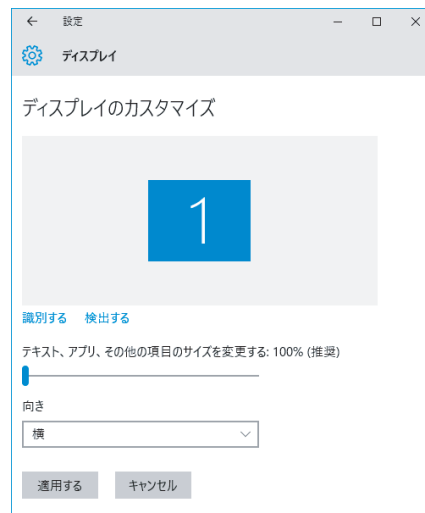 設定
ディスプレイ
ディスプレイのカスタマイズ
1
識別する 検出する
テキスト、アプリ、その他の項目のサイズを変更する: 100% (推奨)
向き
横
適用する キャンセル